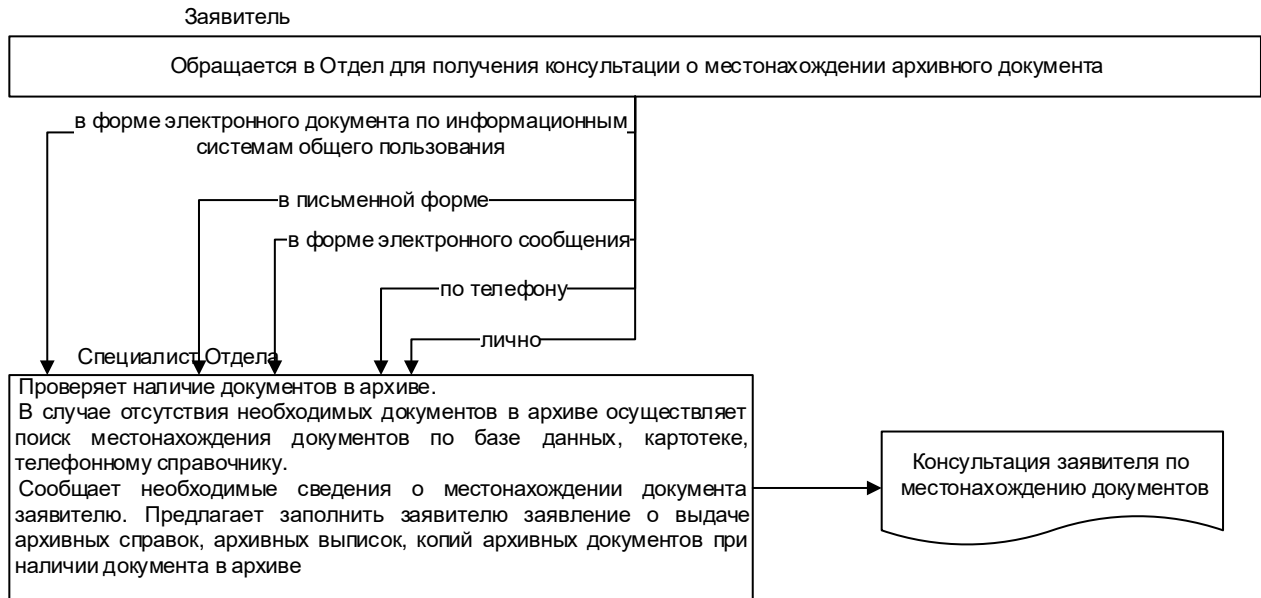 Заявитель
Обращается в Отдел для получения консультации о местонахождении архивного документа
в форме электронного документа по информационным
системам общего пользования
в письменной форме
в форме электронного сообщения
по телефону
лично
Специалист Отдела
Проверяет наличие документов в архиве.
В случае отсутствия необходимых документов в архиве осуществляет
поиск местонахождения документов по базе данных, картотеке,
телефонному справочнику.
Сообщает необходимые сведения о местонахождении документа
заявителю. Предлагает заполнить заявителю заявление о выдаче
архивных справок, архивных выписок, копий архивных документов при
наличии документа в архиве
Консультация заявителя по
местонахождению документов